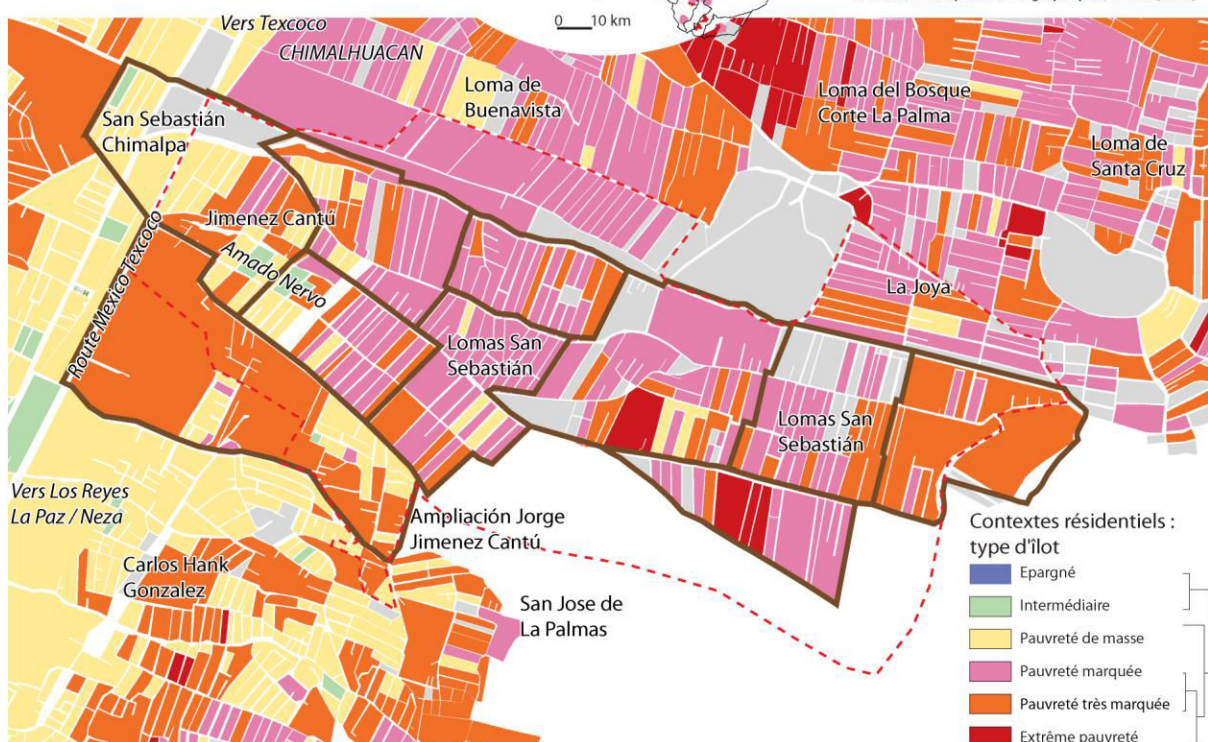 Vers Texcoco
0 10 km
CHIMALHUACAN
Loma de
Buenavista
Loma del Bosque
Corte La Palma
San Sebastián
Chimalpa
Loma de
Santa Cruz
Jimenez Cantú
Amado Nervo
Route Mexico Texcoco
La Joya
Lomas San
Sebastián
Lomas San
Sebastián
Vers Los Reyes
La Paz / Neza
Ampliación Jorge
Jimenez Cantú
Carlos Hank
Gonzalez
San Jose de
La Palmas
Contextes résidentiels :
type d'îlot
Epargné
Intermédiaire
Pauvreté de masse
Pauvreté marquée
Pauvreté très marquée
Extrême pauvreté